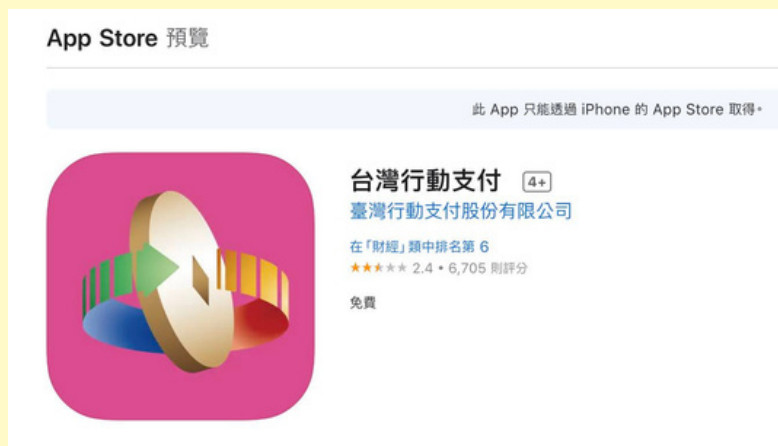 App Store 預覽
此 App 只能透過 iPhone 的 App Store 取得。
台灣行動支付 4+
臺灣行動支付股份有限公司
在「財經」類中排名第 6
★★★★★ 2.4 • 6,705 則評分
免費